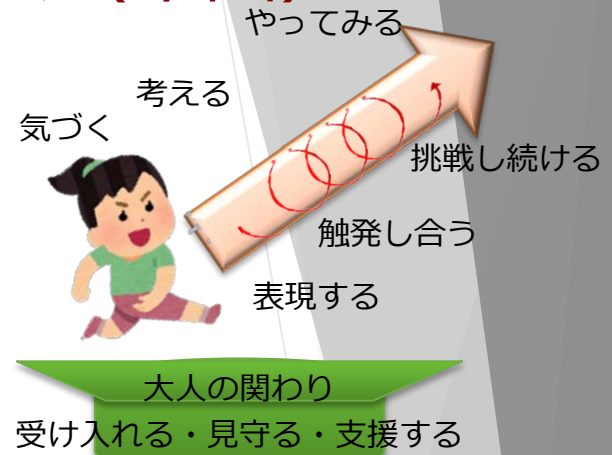 やってみる
考える
気づく
挑戦し続ける
触発し合う
表現する
大人の関わり
受け入れる・見守る・支援する